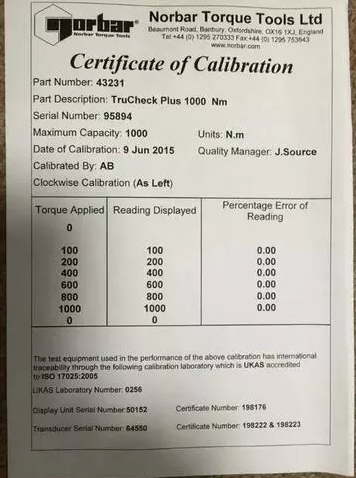 norbar®
Norbar Torque Tools
Norbar Torque Tools Ltd
Beaumont Road, Banbury, Oxfordshire, OX16 1XJ, England
Tel +44 (0) 1295 270333 Fax +44 (0) 1295 753643
www.norbar.com
Certificate of Calibration
Part Number: 43231
Part Description: TruCheck Plus 1000 Nm
Serial Number: 95894
Maximum Capacity: 1000 Units: N.m
Date of Calibration: 9 Jun 2015 Quality Manager: J.Source
Calibrated By: AB
Clockwise Calibration (As Left)
Torque Applied Reading Displayed Percentage Error of
Reading
0
100 100 0.00
200 200 0.00
400 400 0.00
600 600 0.00
800 800 0.00
1000 1000 0.00
0 0
The test equipment used in the performance of the above calibration has international
traceability through the following calibration laboratory which is UKAS accredited
to ISO 17025:2005
UKAS Laboratory Number: 0256
Display Unit Serial Number: 50152 Certificate Number: 198176
Transducer Serial Number: 64550 Certificate Number: 198222 & 198223